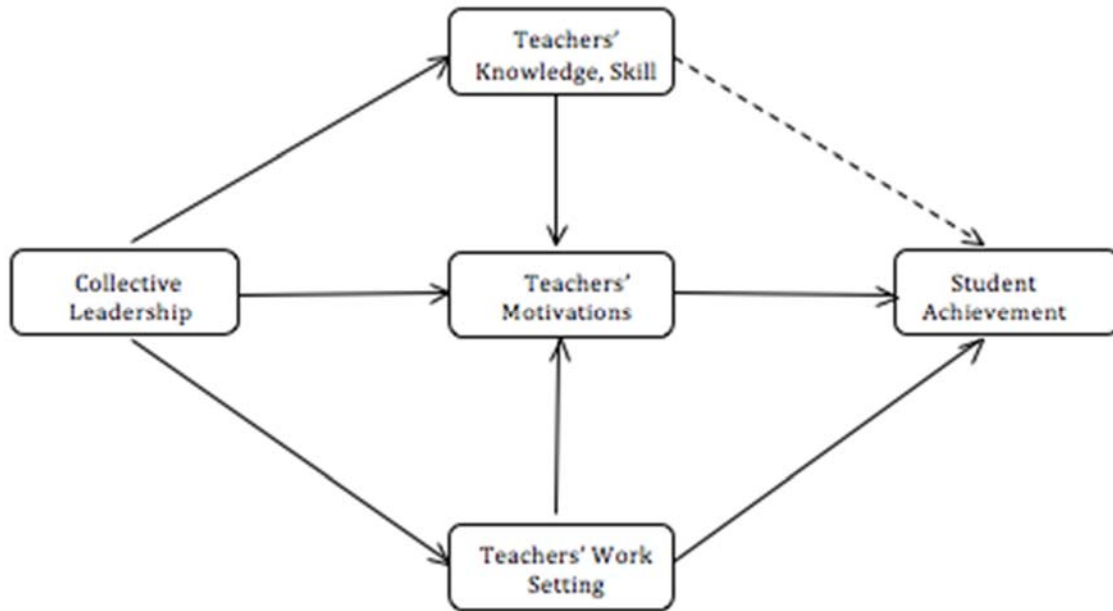 Teachers’
Knowledge, Skill
Collective
Leadership
Teachers’
Motivations
Student
Achievement
Teachers’ Work
Setting